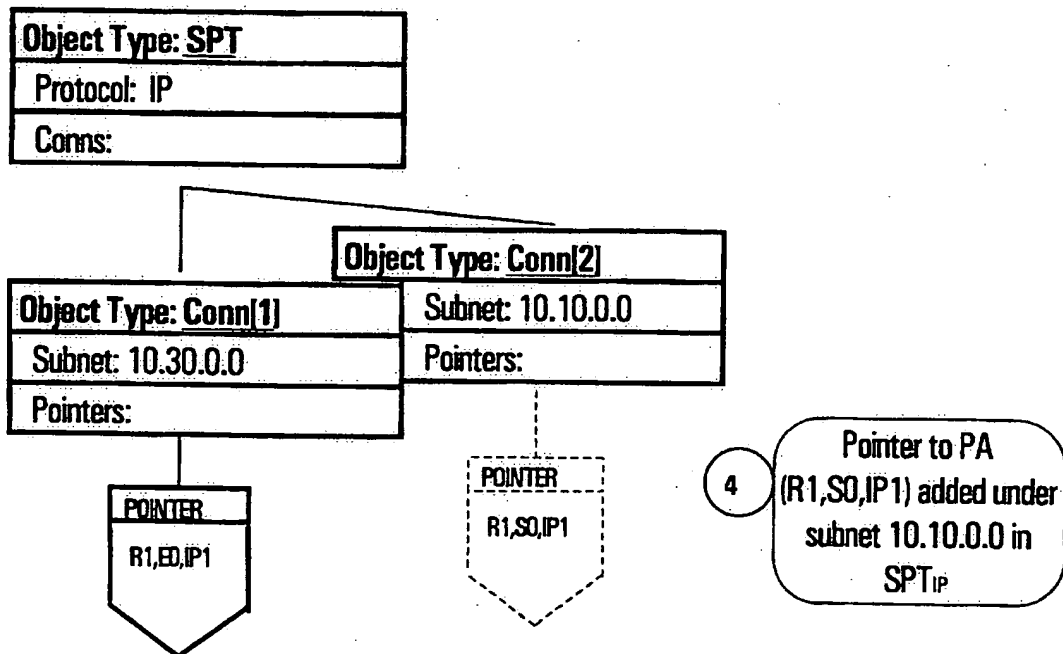 Object Type: SPT
Protocol: IP
Conns:
Object Type: Conn[2]
Subnet: 10.10.0.0
Pointers:
Object Type: Conn[1]
Subnet: 10.30.0.0
Pointers:
POINTER
R1,E0,IP1
POINTER
R1,S0,IP1
4
Pointer to PA
(R1,S0,IP1) added under
subnet 10.10.0.0 in
SPTIP